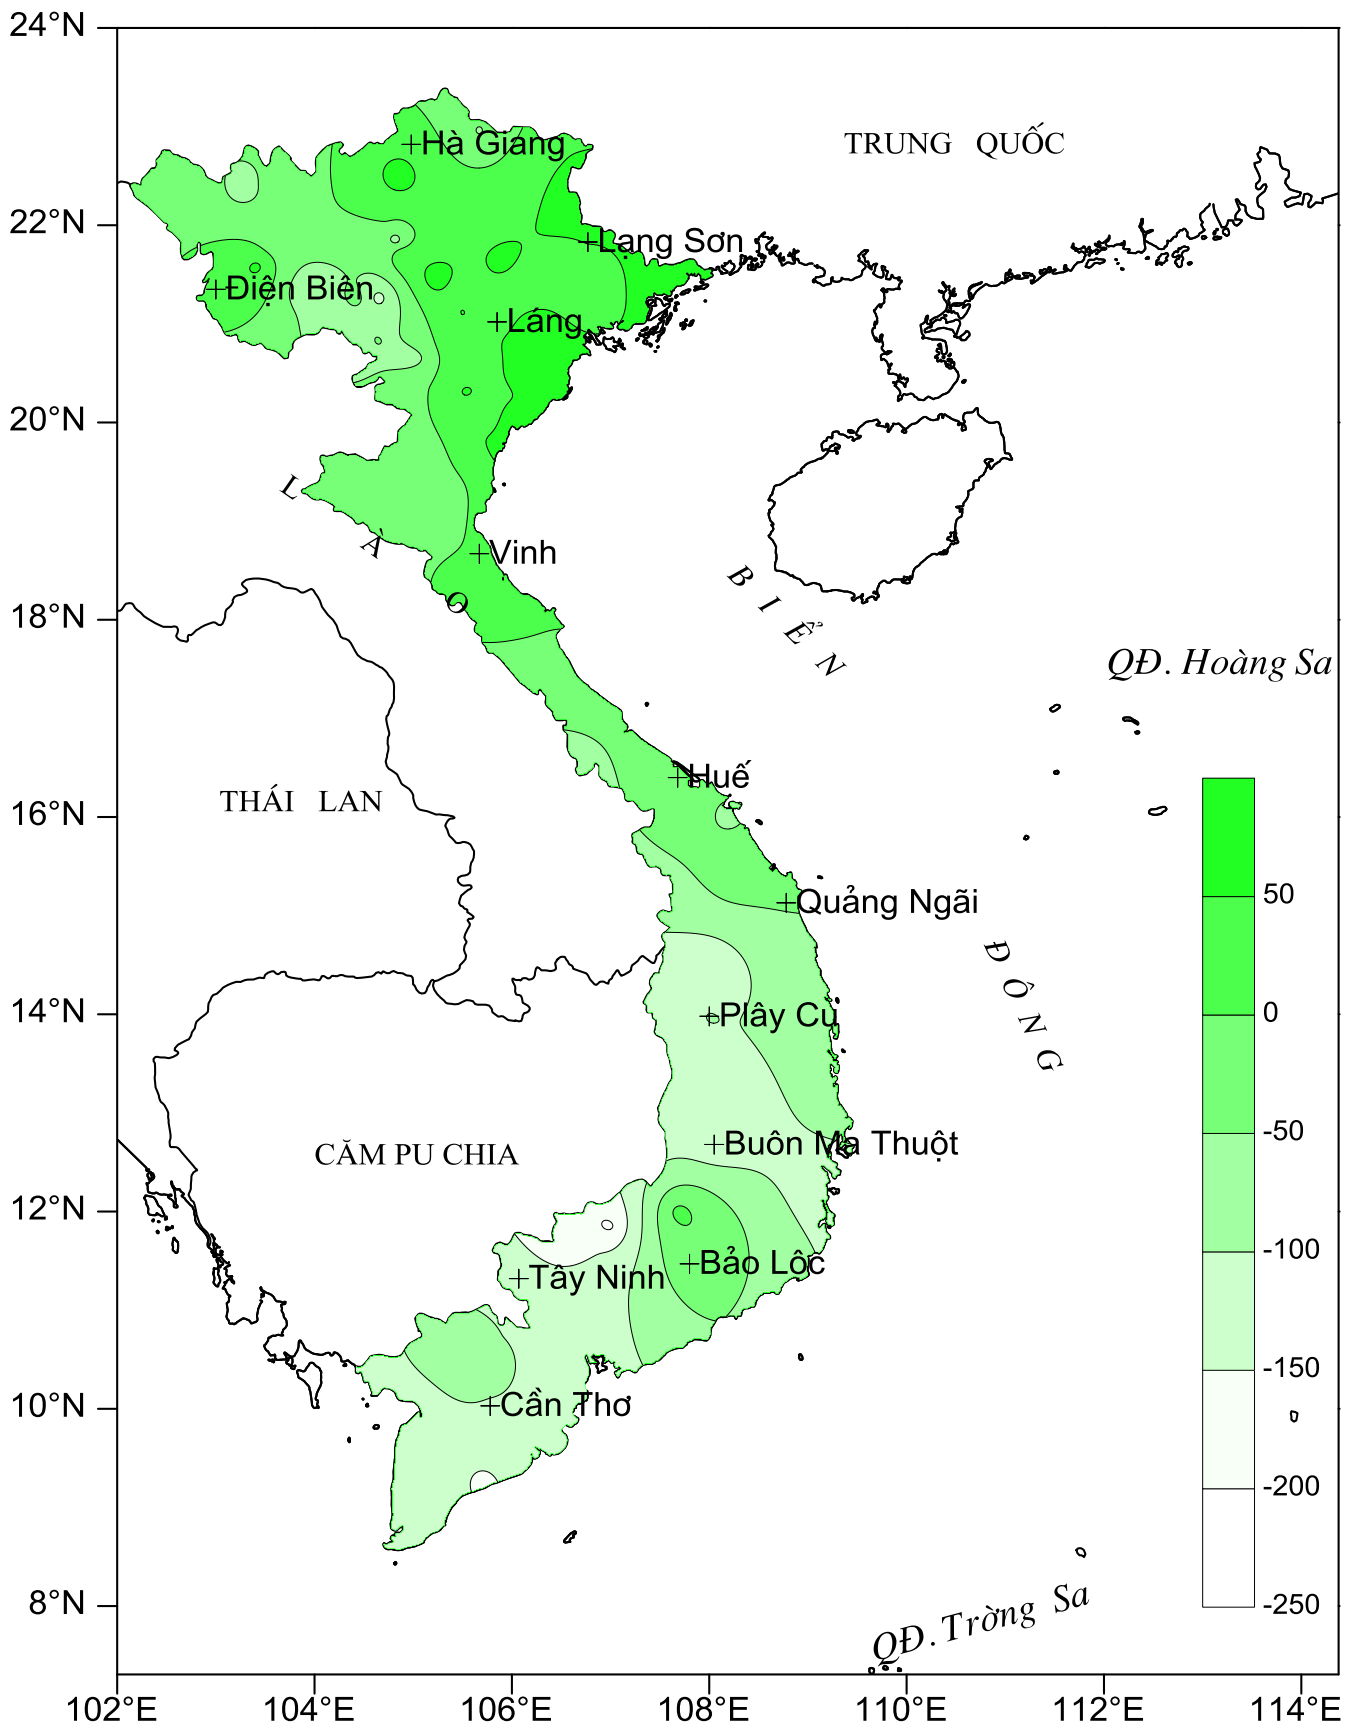 24°N
TRUNG QUỐC
Hà Giang
22°N
Lạng Sơn
Điện Biên
Láng
20°N
L
À
O
Vinh
BIỂN
18°N
QĐ. Hoàng Sa
Huế
THÁI LAN
16°N
50
Quảng Ngãi
ĐÔNG
14°N
Plây Cu
0
-50
Buôn Ma Thuột
CĂM PU CHIA
12°N
-100
Bảo Lộc
Tây Ninh
-150
10°N
Cần Thơ
-200
8°N
-250
QĐ. Trờng Sa
102°E 104°E 106°E 108°E 110°E 112°E 114°E